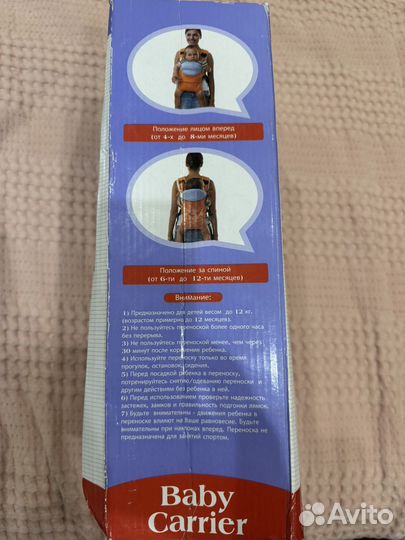 Положение лицом вперед
(от 4-х до 8-ми месяцев)
Положение за спиной
(от 6-ти до 12-ти месяцев)
Внимание:
1) Предназначено для детей весом до 12 кг.
(возрастом примерно до 12 месяцев).
2) Не пользуйтесь переноской более одного часа
без перерыва.
3) Не пользуйтесь переноской менее, чем через
30 минут после кормления ребенка.
4) Используйте переноску только во время
прогулок, остановок, сидения.
5) Перед посадкой ребенка в переноску,
потренируйтесь снятию/одеванию переноски и
другим действиям без ребенка в ней.
6) Перед использованием проверьте надежность
застежек, замков и правильность подгонки лямок.
7) Будьте внимательны - движения ребенка в
переноске влияют на Ваше равновесие. Будьте
внимательны при наклонах вперед. Переноска не
предназначена для занятий спортом.
Baby
Carrier
Avito